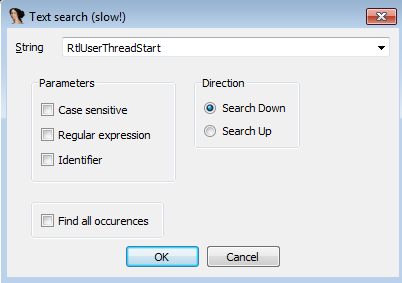 Text search (slow!)
String RtlUserThreadStart
Parameters
Case sensitive
Regular expression
Identifier
Direction
Search Down
Search Up
Find all occurences
OK Cancel